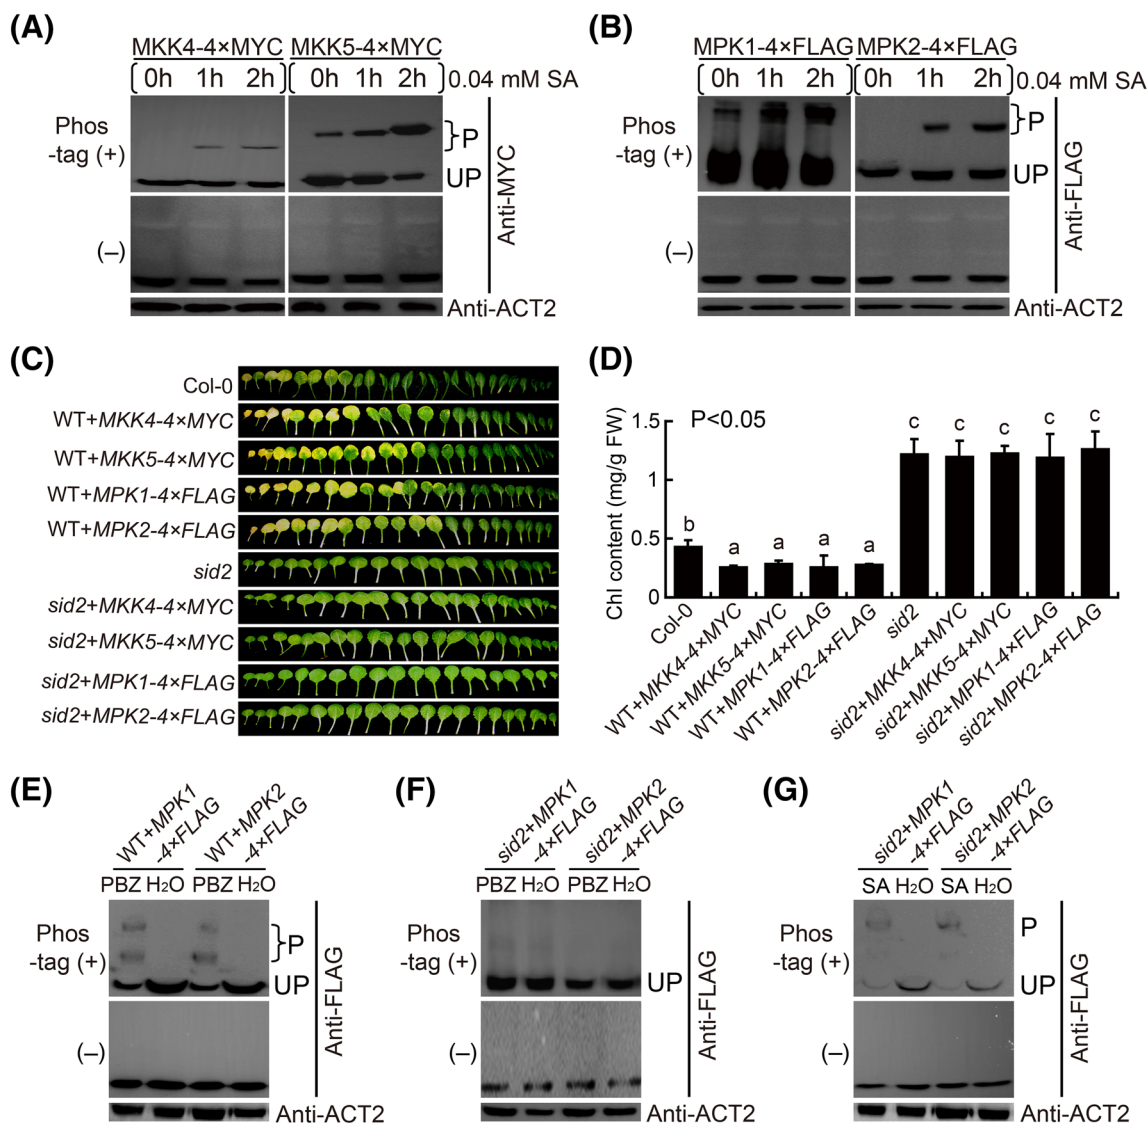 (A)
MKK4-4×MYC MKK5-4×MYC
0h 1h 2h 0h 1h 2h 0.04 mM SA
Phos
-tag (+)
P
UP
(–)
Anti-MYC
Anti-ACT2
(B)
MPK1-4×FLAG MPK2-4×FLAG
0h 1h 2h 0h 1h 2h 0.04 mM SA
Phos
-tag (+)
P
UP
(–)
Anti-FLAG
Anti-ACT2
(C)
Col-0
WT+MKK4-4×MYC
WT+MKK5-4×MYC
WT+MPK1-4×FLAG
WT+MPK2-4×FLAG
sid2
sid2+MKK4-4×MYC
sid2+MKK5-4×MYC
sid2+MPK1-4×FLAG
sid2+MPK2-4×FLAG
(D)
Chl content (mg/g FW)
1.5
1
0.5
0
P<0.05
b a a a a c c c c c
Col-0
WT+MKK4-4×MYC
WT+MKK5-4×MYC
WT+MPK1-4×FLAG
WT+MPK2-4×FLAG
sid2
sid2+MKK4-4×MYC
sid2+MKK5-4×MYC
sid2+MPK1-4×FLAG
sid2+MPK2-4×FLAG
(E)
WT+MPK1
-4×FLAG
WT+MPK2
-4×FLAG
PBZ H2O PBZ H2O
Phos
-tag (+)
P
UP
(–)
Anti-FLAG
Anti-ACT2
(F)
sid2+MPK1
-4×FLAG
sid2+MPK2
-4×FLAG
PBZ H2O PBZ H2O
Phos
-tag (+)
UP
(–)
Anti-FLAG
Anti-ACT2
(G)
sid2+MPK1
-4×FLAG
sid2+MPK2
-4×FLAG
SA H2O SA H2O
Phos
-tag (+)
P
UP
(–)
Anti-FLAG
Anti-ACT2